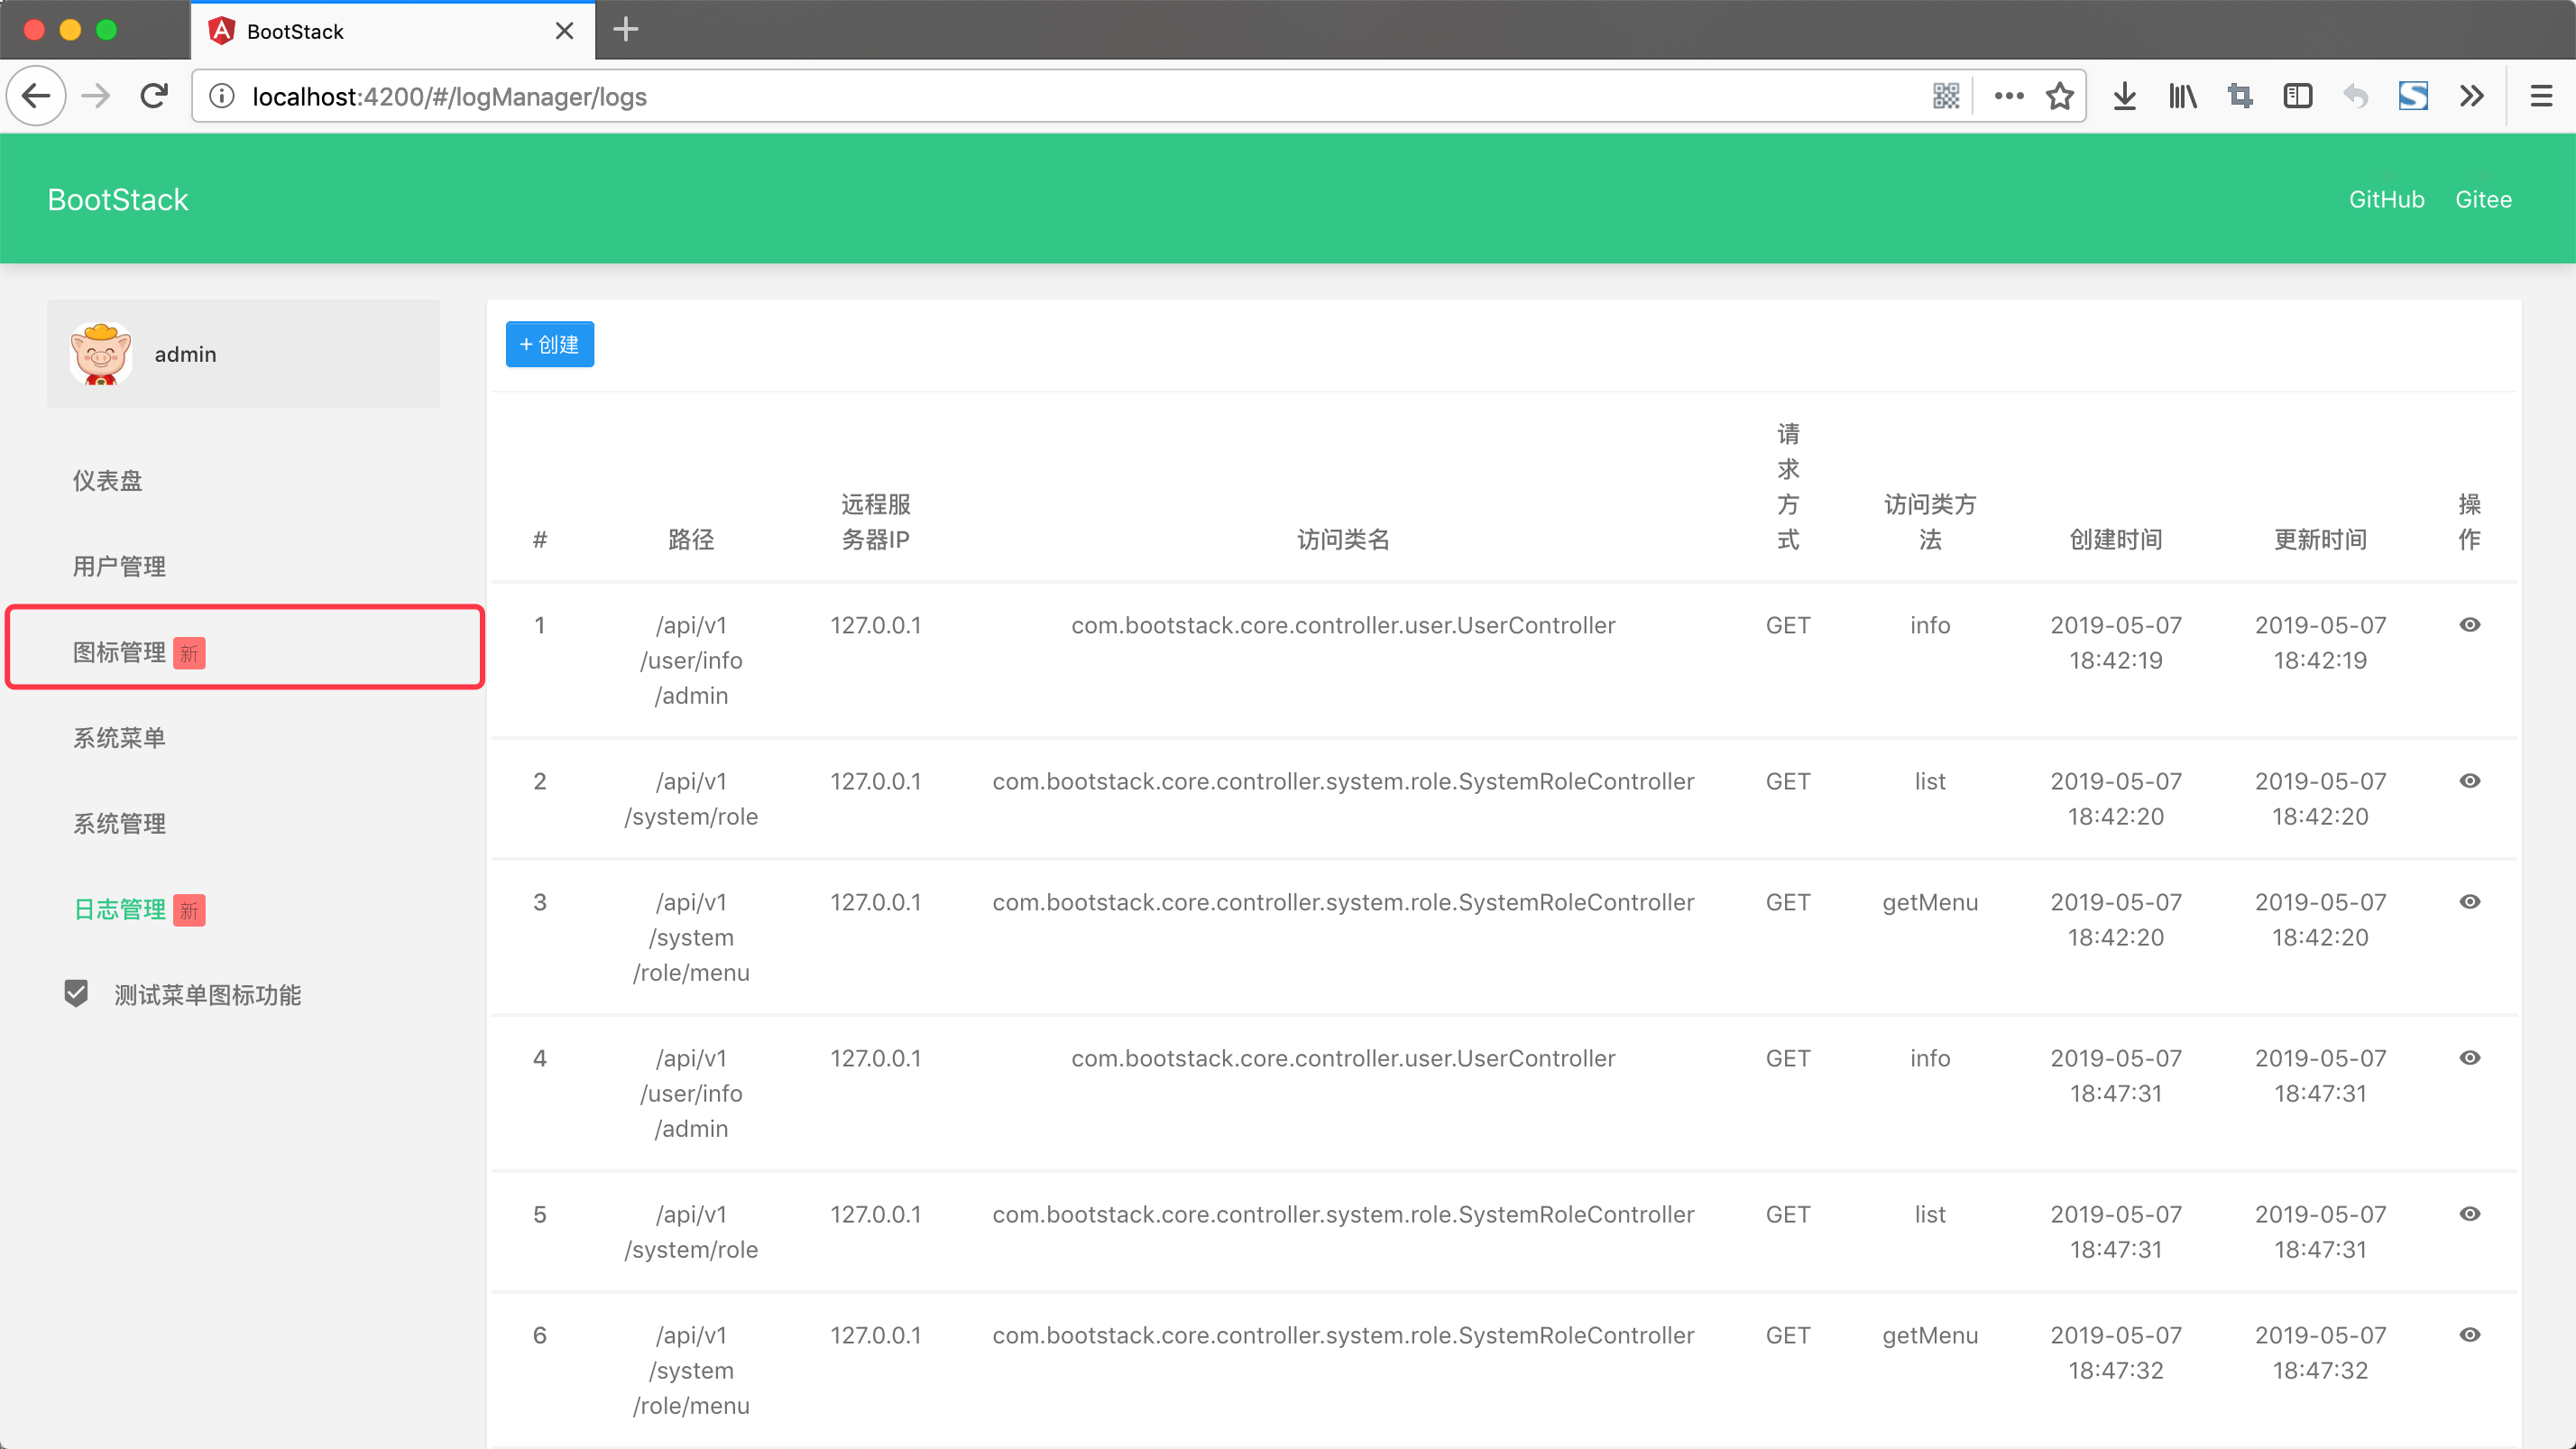 BootStack
localhost:4200/#/logManager/logs
BootStack
GitHub Gitee
admin
仪表盘
用户管理
图标管理 新
系统菜单
系统管理
日志管理 新
测试菜单图标功能
+ 创建
# 路径 远程服务器IP 访问类名 请求方式 访问类方法 创建时间 更新时间 操作
1 /api/v1/user/info/admin 127.0.0.1 com.bootstack.core.controller.user.UserController GET info 2019-05-07 18:42:19 2019-05-07 18:42:19
2 /api/v1/system/role 127.0.0.1 com.bootstack.core.controller.system.role.SystemRoleController GET list 2019-05-07 18:42:20 2019-05-07 18:42:20
3 /api/v1/system/role/menu 127.0.0.1 com.bootstack.core.controller.system.role.SystemRoleController GET getMenu 2019-05-07 18:42:20 2019-05-07 18:42:20
4 /api/v1/user/info/admin 127.0.0.1 com.bootstack.core.controller.user.UserController GET info 2019-05-07 18:47:31 2019-05-07 18:47:31
5 /api/v1/system/role 127.0.0.1 com.bootstack.core.controller.system.role.SystemRoleController GET list 2019-05-07 18:47:31 2019-05-07 18:47:31
6 /api/v1/system/role/menu 127.0.0.1 com.bootstack.core.controller.system.role.SystemRoleController GET getMenu 2019-05-07 18:47:32 2019-05-07 18:47:32